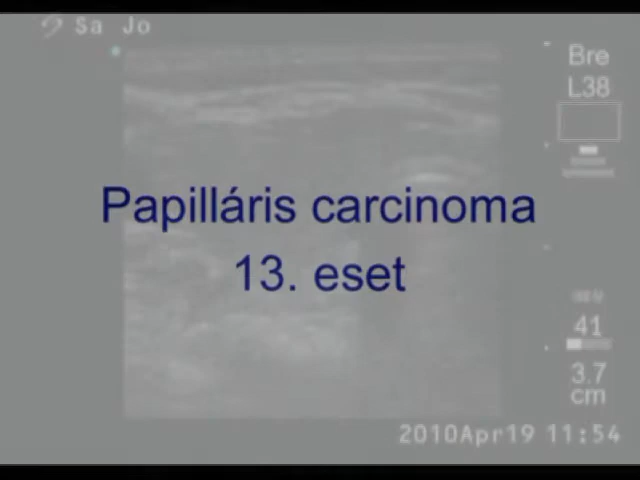 Sa Jo
Bre
L38
Papilláris carcinoma
13. eset
41
3.7
cm
2010Apr19 11:54